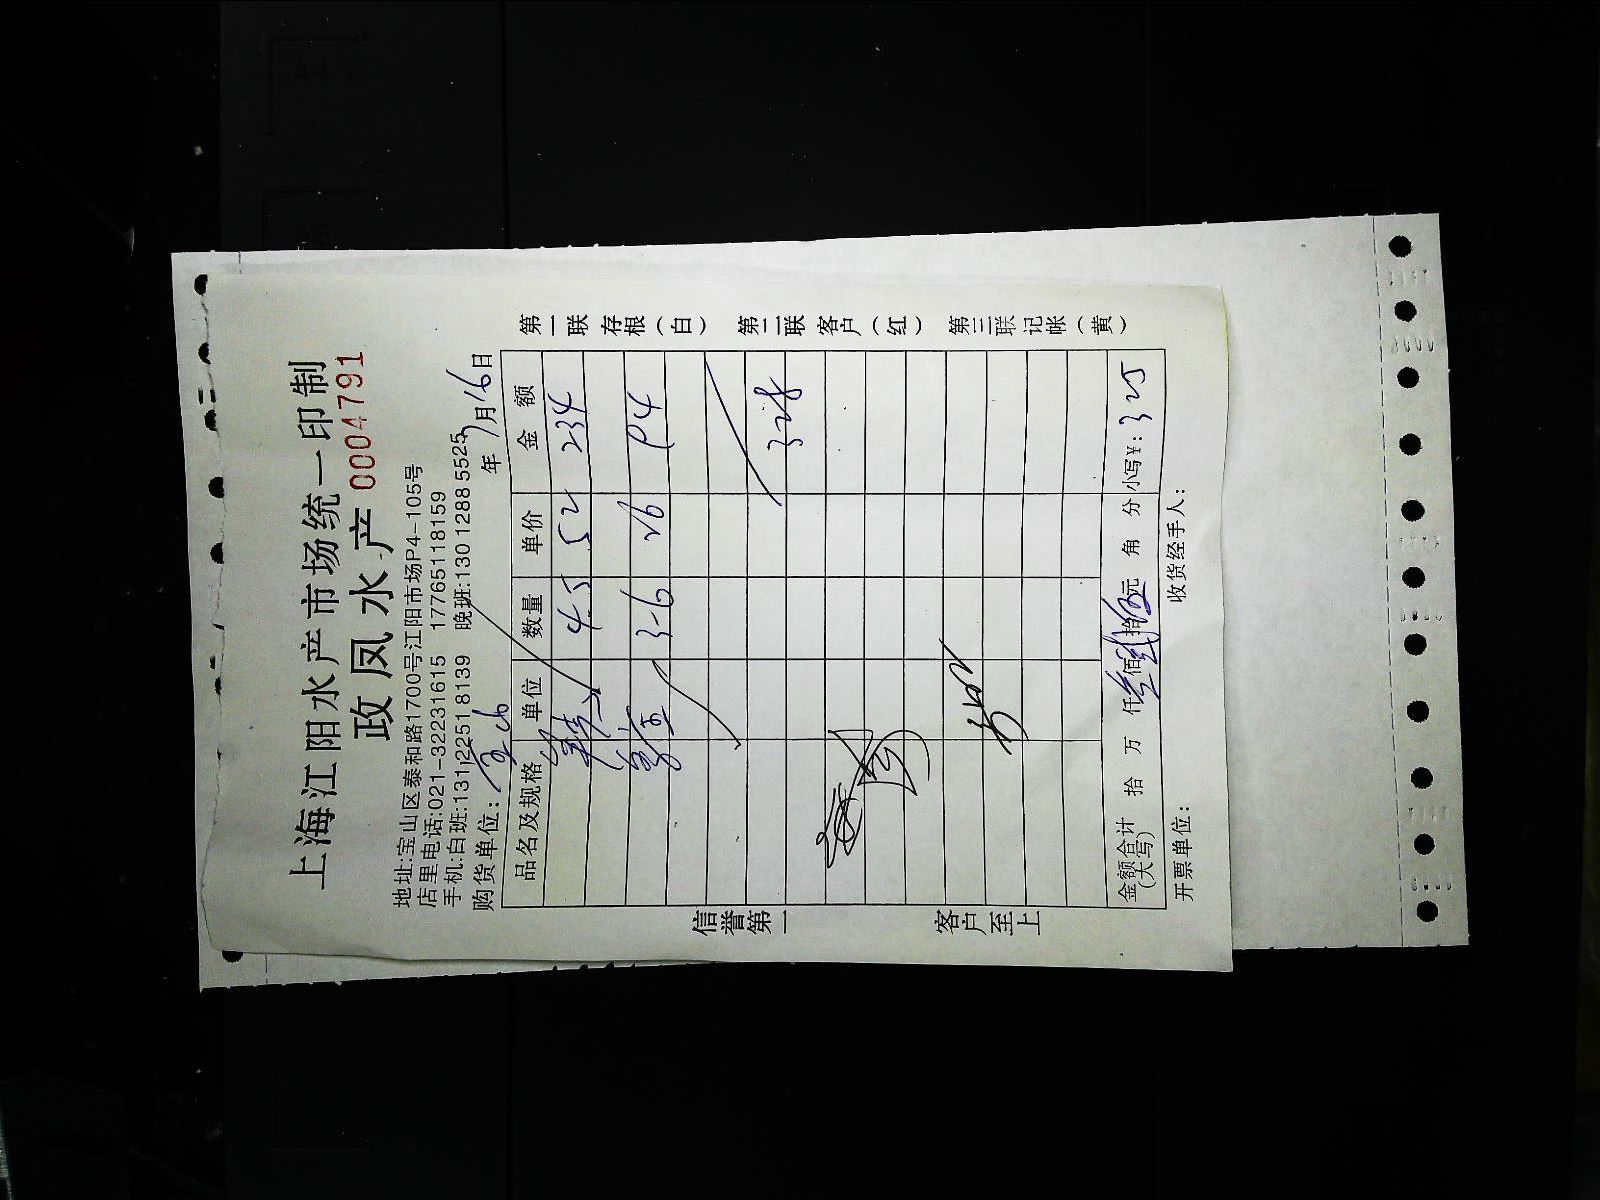 上海江阳水产市场统一印制
政凤水产 0004791
地址:宝山区泰和路1700号江阳市场P4-105号
店里电话:021-32231615 17765118159
手机:白班:131 2251 8139 晚班:130 1288 5525
购货单位: 年 7月16日
品名及规格 单位 数量 单价 金额
4.5 52 234
3-6 26 94
328
金额合计(大写) 拾 万 仟 佰 拾 元 角 分 小写¥: 325
开票单位: 收货经手人:
第一联存根(白) 第二联客户(红) 第三联记帐(黄)
信誉第一 客户至上